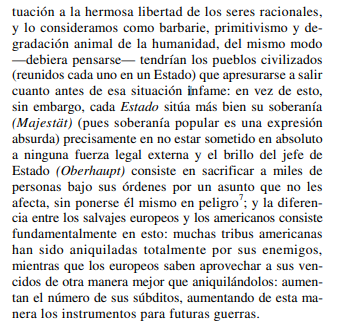 tuación a la hermosa libertad de los seres racionales,
y lo consideramos como barbarie, primitivismo y de-
gradación animal de la humanidad, del mismo modo
—debiera pensarse— tendrían los pueblos civilizados
(reunidos cada uno en un Estado) que apresurarse a salir
cuanto antes de esa situación infame: en vez de esto,
sin embargo, cada Estado sitúa más bien su soberanía
(Majestät) (pues soberanía popular es una expresión
absurda) precisamente en no estar sometido en absoluto
a ninguna fuerza legal externa y el brillo del jefe de
Estado (Oberhaupt) consiste en sacrificar a miles de
personas bajo sus órdenes por un asunto que no les
afecta, sin ponerse él mismo en peligro7; y la diferen-
cia entre los salvajes europeos y los americanos consiste
fundamentalmente en esto: muchas tribus americanas
han sido aniquiladas totalmente por sus enemigos,
mientras que los europeos saben aprovechar a sus ven-
cidos de otra manera mejor que aniquilándolos: aumen-
tan el número de sus súbditos, aumentando de esta ma-
nera los instrumentos para futuras guerras.